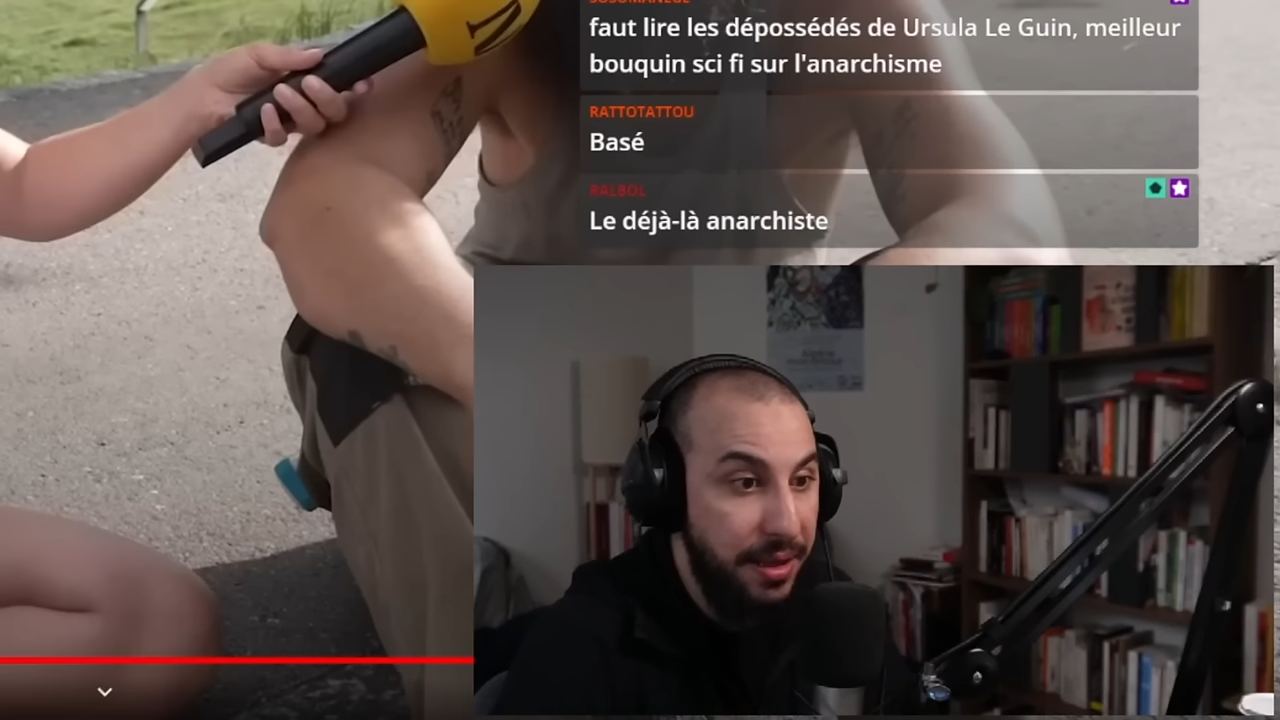 faut lire les dépossédés de Ursula Le Guin, meilleur
bouquin sci fi sur l'anarchisme
RATTOTATTOU
Basé
RALBOL
Le déjà-là anarchiste